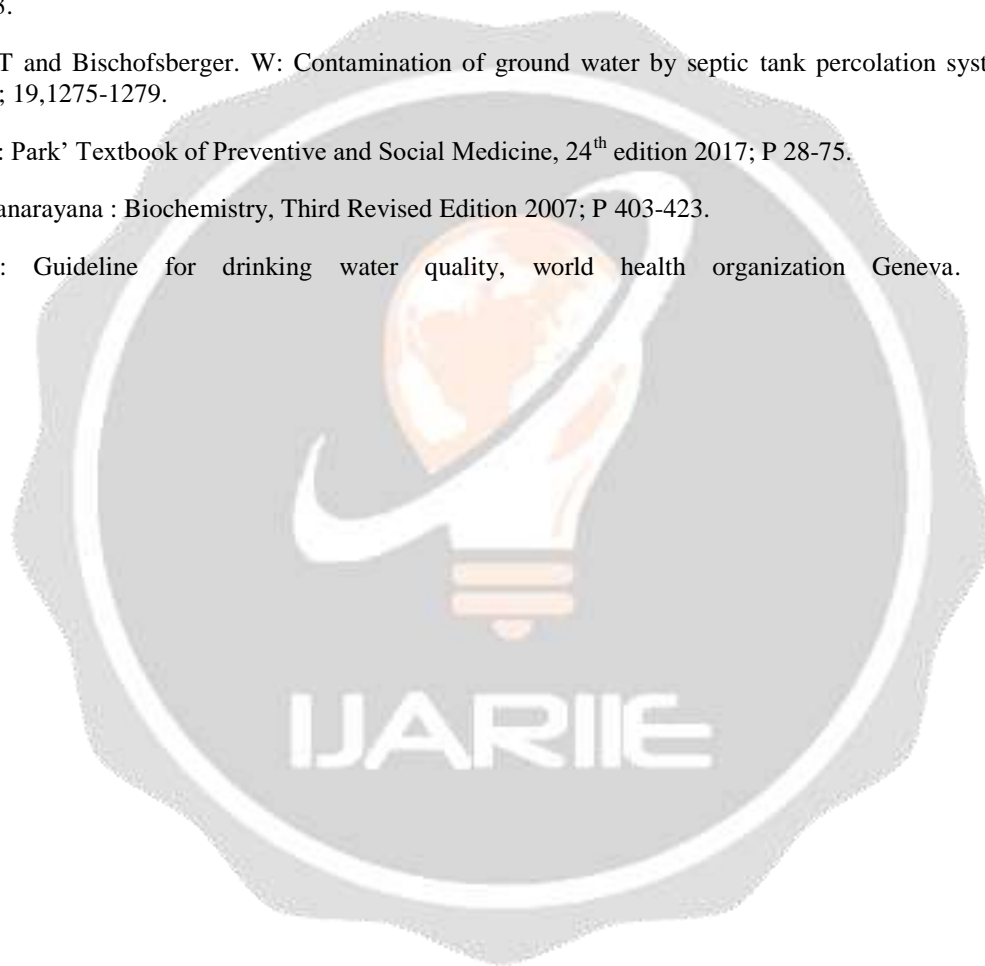 3.
T and Bischofsberger. W: Contamination of ground water by septic tank percolation syst
; 19,1275-1279.
: Park’ Textbook of Preventive and Social Medicine, 24th edition 2017; P 28-75.
anarayana : Biochemistry, Third Revised Edition 2007; P 403-423.
: Guideline for drinking water quality, world health organization Geneva.
IJARIIE